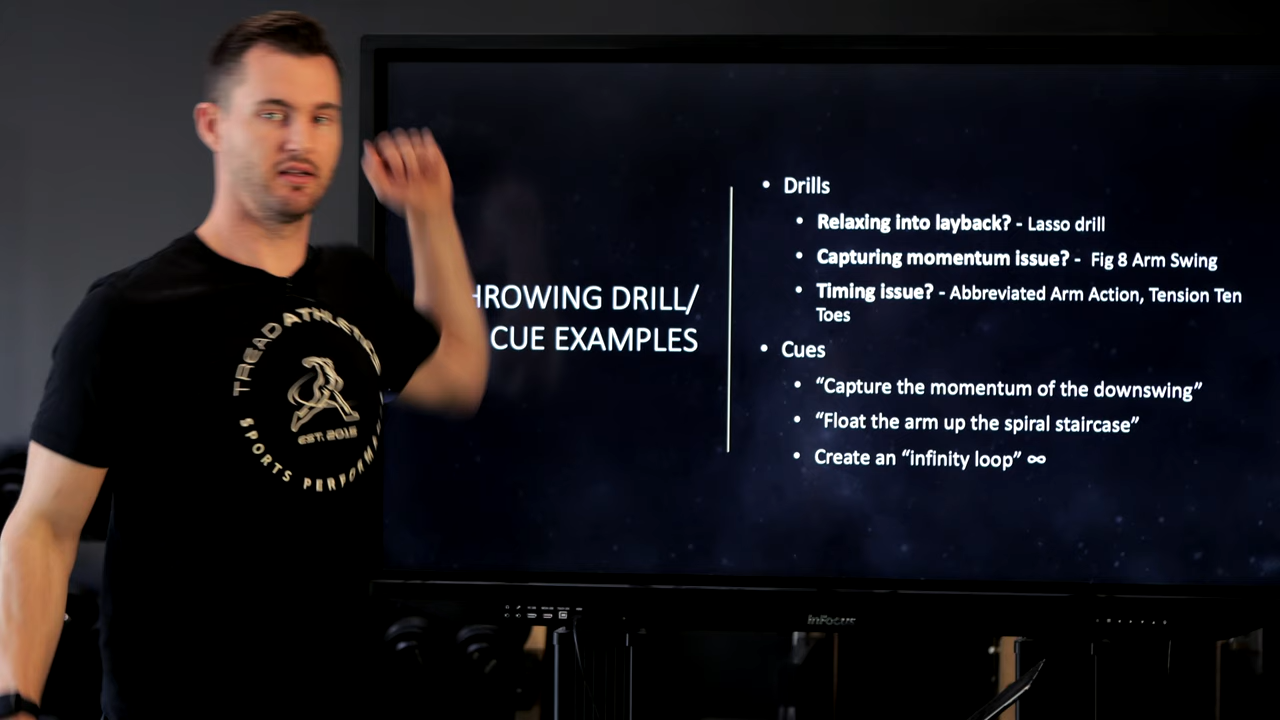 HROWING DRILL/
CUE EXAMPLES
• Drills
• Relaxing into layback? - Lasso drill
• Capturing momentum issue? - Fig 8 Arm Swing
• Timing issue? - Abbreviated Arm Action, Tension Ten
Toes
• Cues
• “Capture the momentum of the downswing”
• “Float the arm up the spiral staircase”
• Create an “infinity loop” ∞
TREAD ATHLETICS
EST. 2015
SPORTS PERFORMA
InFocus